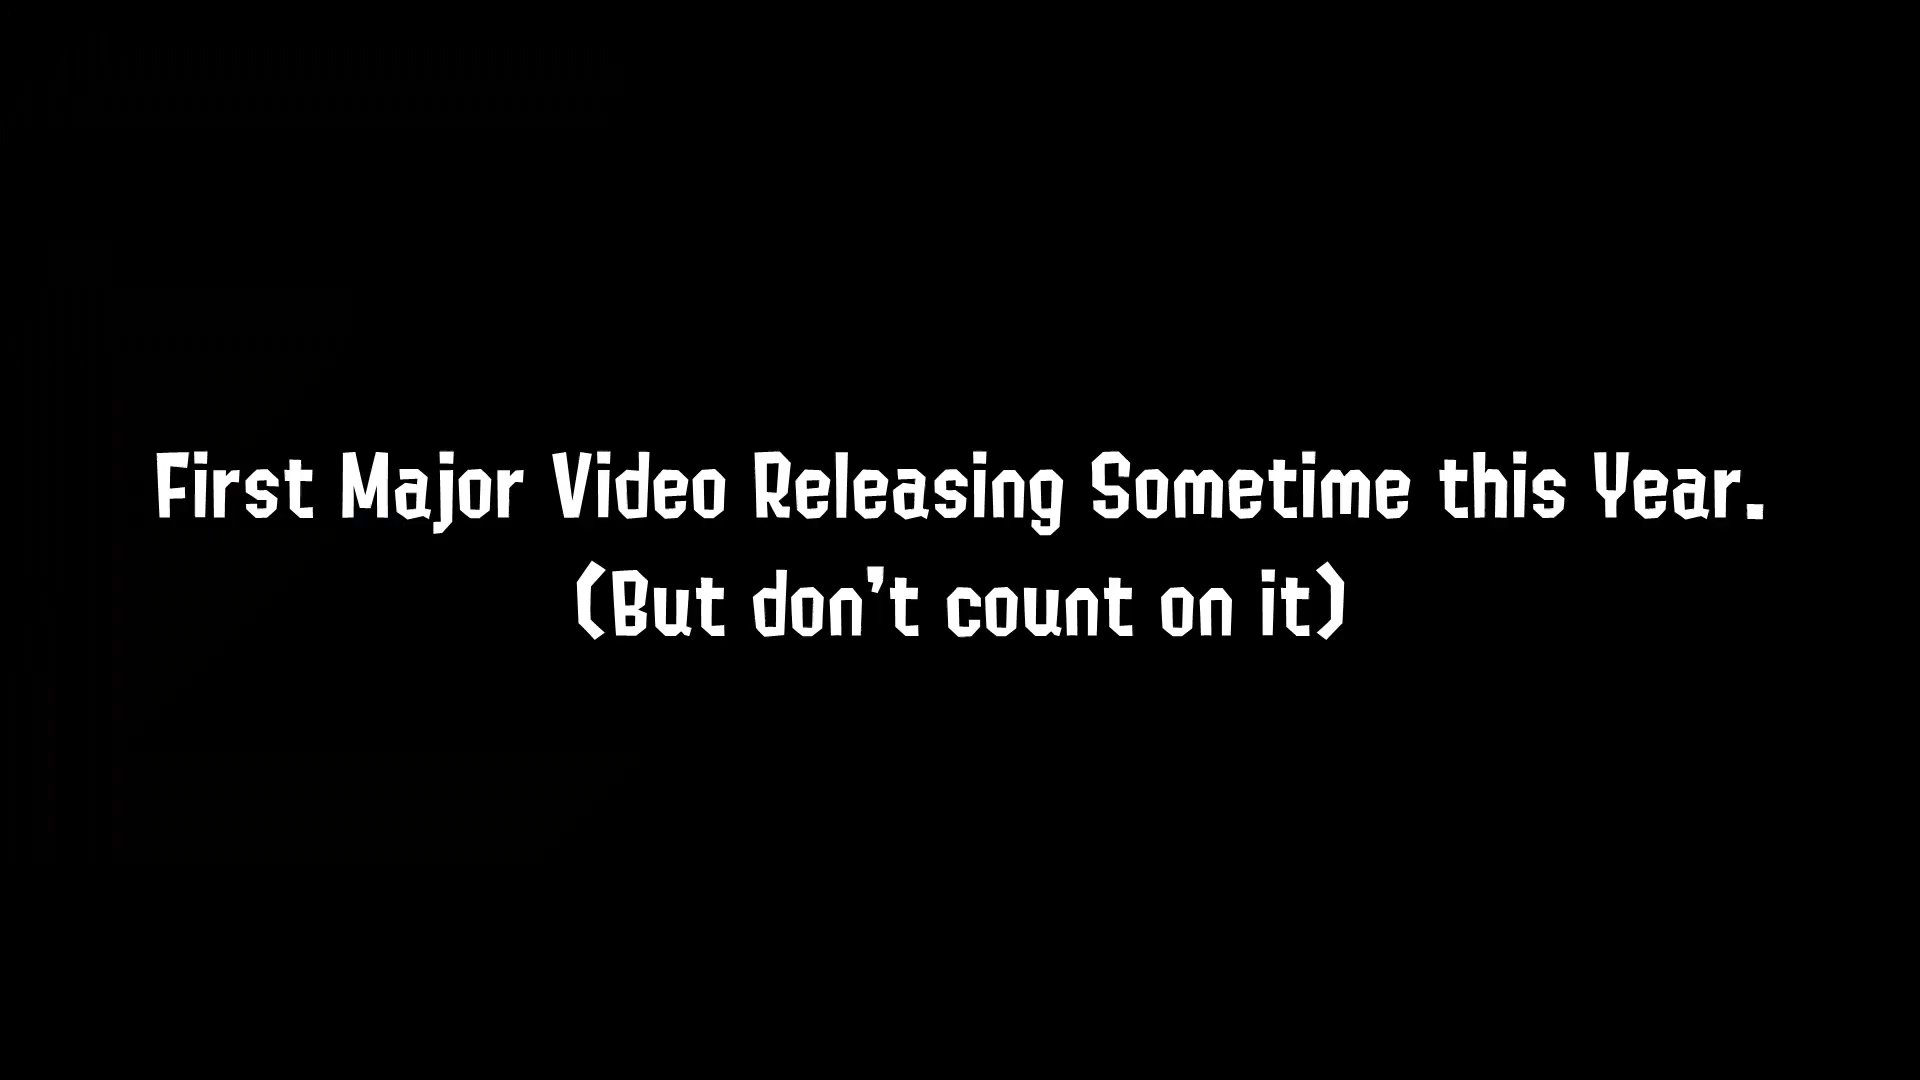 First Major Video Releasing Sometime this Year.
(But don't count on it)